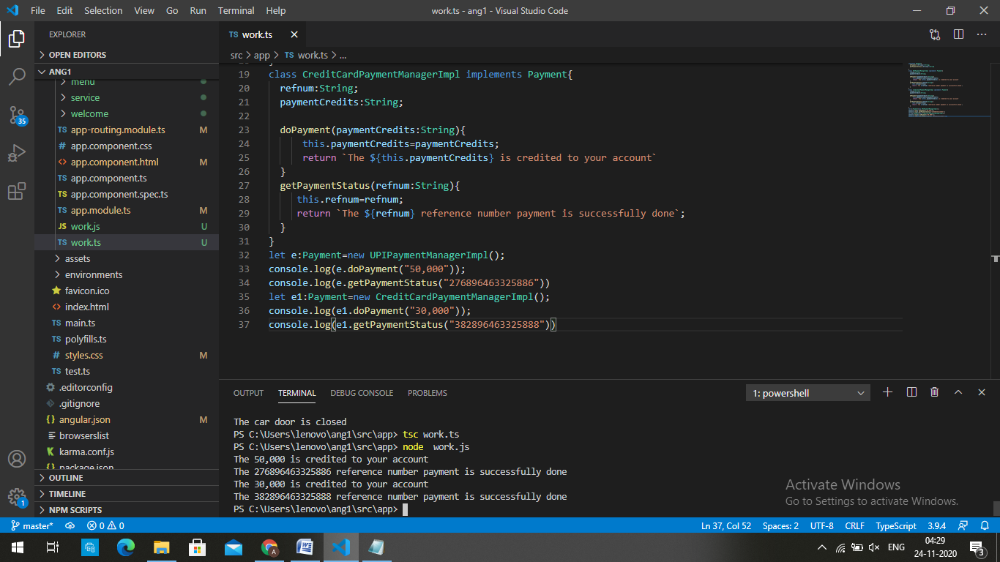 File Edit Selection View Go Run Terminal Help
work.ts - ang1 - Visual Studio Code
EXPLORER
OPEN EDITORS
ANG1
menu
service
welcome
TS app-routing.module.ts M
# app.component.css
<> app.component.html M
TS app.component.ts
TS app.component.spec.ts
TS app.module.ts M
JS work.js U
TS work.ts U
assets
environments
favicon.ico
<> index.html
TS main.ts
TS polyfills.ts
# styles.css M
TS test.ts
.editorconfig
.gitignore
{} angular.json M
browserslist
K karma.conf.js
{} package.json
OUTLINE
TIMELINE
NPM SCRIPTS
35
1
TS work.ts
src > app > TS work.ts > ...
19 class CreditCardPaymentManagerImpl implements Payment{
20 refnum:String;
21 paymentCredits:String;
22
23 doPayment(paymentCredits:String){
24 this.paymentCredits=paymentCredits;
25 return `The ${this.paymentCredits} is credited to your account`
26 }
27 getPaymentStatus(refnum:String){
28 this.refnum=refnum;
29 return `The ${refnum} reference number payment is successfully done`;
30 }
31 }
32 let e:Payment=new UPIPaymentManagerImpl();
33 console.log(e.doPayment("50,000"));
34 console.log(e.getPaymentStatus("276896463325886"))
35 let e1:Payment=new CreditCardPaymentManagerImpl();
36 console.log(e1.doPayment("30,000"));
37 console.log(e1.getPaymentStatus("382896463325888"))
OUTPUT TERMINAL DEBUG CONSOLE PROBLEMS
1: powershell
The car door is closed
PS C:\Users\lenovo\ang1\src\app> tsc work.ts
PS C:\Users\lenovo\ang1\src\app> node  work.js
The 50,000 is credited to your account
The 276896463325886 reference number payment is successfully done
The 30,000 is credited to your account
The 382896463325888 reference number payment is successfully done
PS C:\Users\lenovo\ang1\src\app>
Activate Windows
Go to Settings to activate Windows.
master* 0 0
Ln 37, Col 52 Spaces: 2 UTF-8 CRLF TypeScript 3.9.4
A
W
ENG
04:29
24-11-2020
3